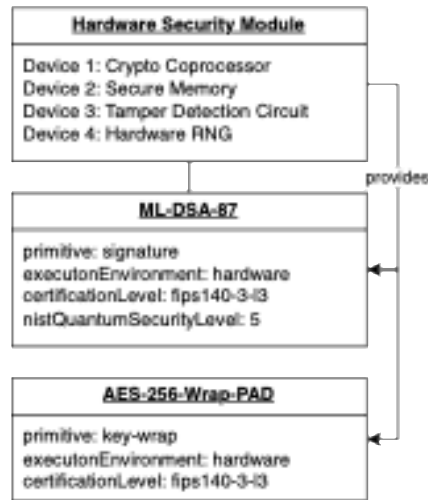 Hardware Security Module
Device 1: Crypto Coprocessor
Device 2: Secure Memory
Device 3: Tamper Detection Circuit
Device 4: Hardware RNG
provides
ML-DSA-87
primitive: signature
executonEnvironment: hardware
certificationLevel: fips140-3-l3
nistQuantumSecurityLevel: 5
AES-256-Wrap-PAD
primitive: key-wrap
executonEnvironment: hardware
certificationLevel: fips140-3-l3